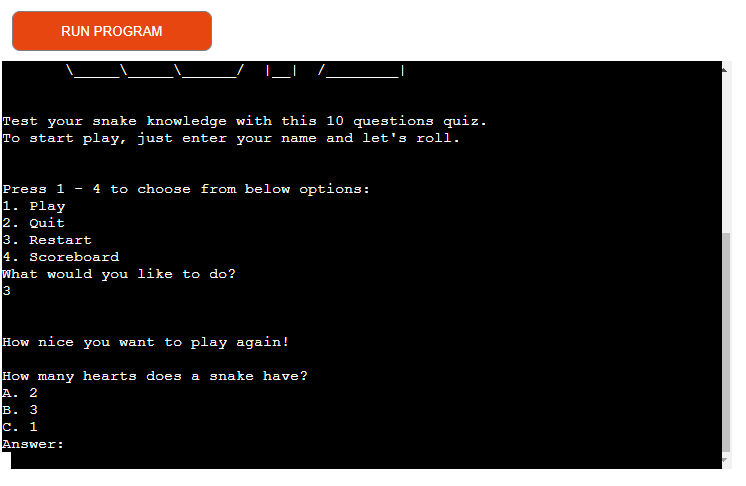 RUN PROGRAM
\_____\_____\______/  |__|  /________|
Test your snake knowledge with this 10 questions quiz.
To start play, just enter your name and let's roll.
Press 1 - 4 to choose from below options:
1. Play
2. Quit
3. Restart
4. Scoreboard
What would you like to do?
3
How nice you want to play again!
How many hearts does a snake have?
A. 2
B. 3
C. 1
Answer: